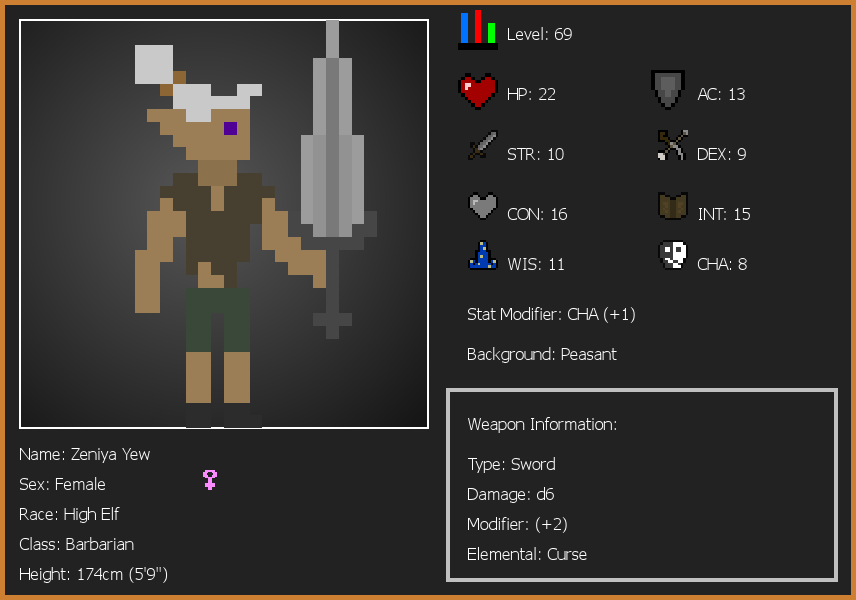 Level: 69
HP: 22
AC: 13
STR: 10
DEX: 9
CON: 16
INT: 15
WIS: 11
CHA: 8
Stat Modifier: CHA (+1)
Background: Peasant
Weapon Information:
Type: Sword
Damage: d6
Modifier: (+2)
Elemental: Curse
Name: Zeniya Yew
Sex: Female
Race: High Elf
Class: Barbarian
Height: 174cm (5'9")